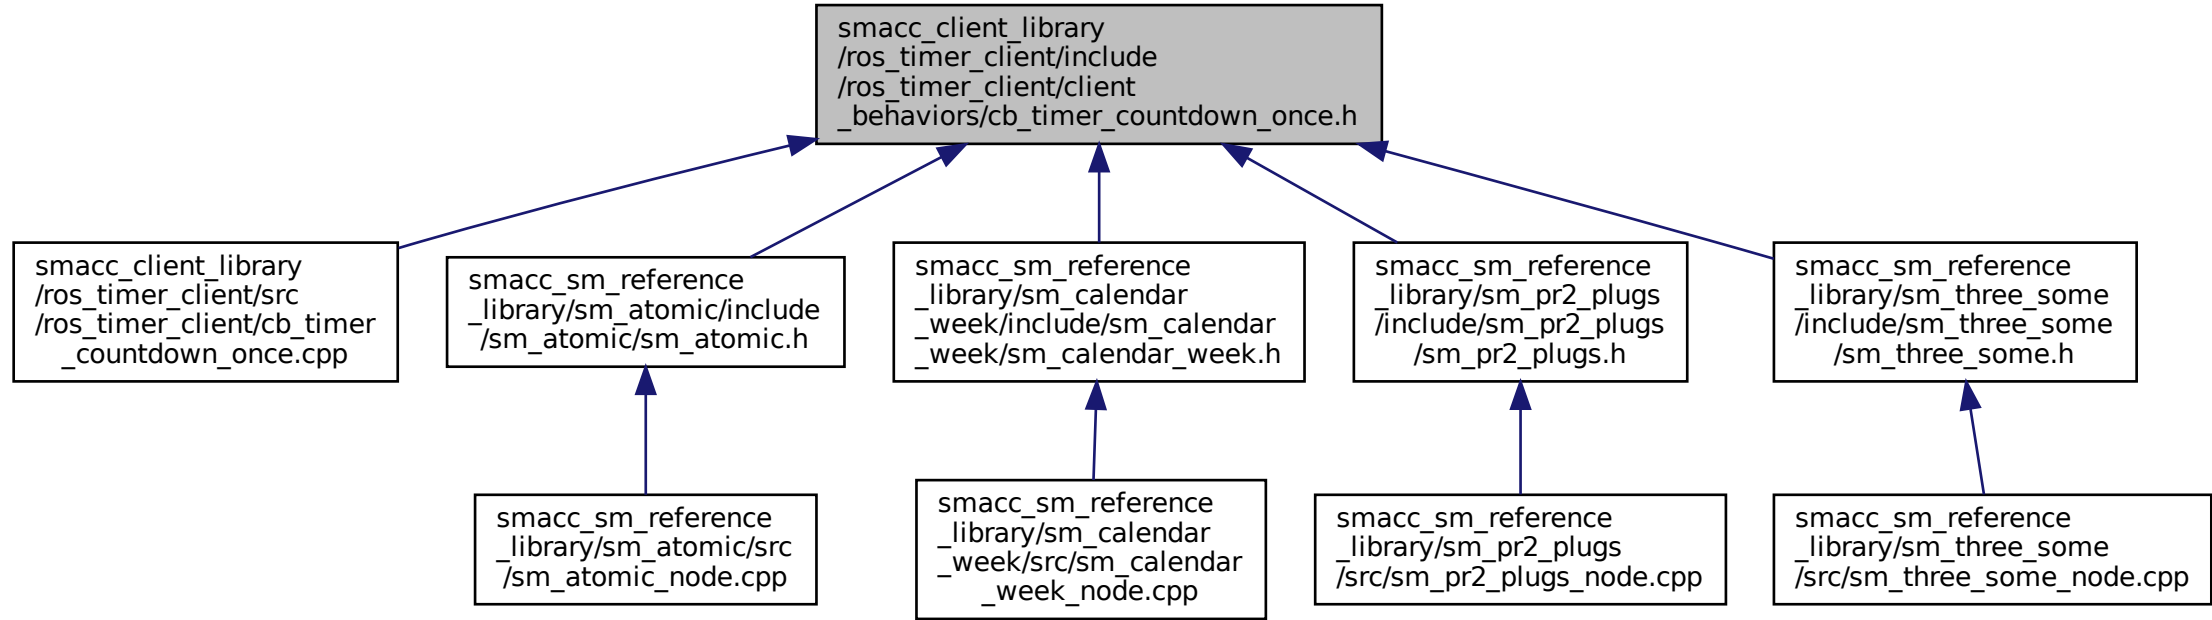 smacc_client_library
/ros_timer_client/include
/ros_timer_client/client
_behaviors/cb_timer_countdown_once.h
smacc_client_library
/ros_timer_client/src
/ros_timer_client/cb_timer
_countdown_once.cpp
smacc_sm_reference
_library/sm_atomic/include
/sm_atomic/sm_atomic.h
smacc_sm_reference
_library/sm_calendar
_week/include/sm_calendar
_week/sm_calendar_week.h
smacc_sm_reference
_library/sm_pr2_plugs
/include/sm_pr2_plugs
/sm_pr2_plugs.h
smacc_sm_reference
_library/sm_three_some
/include/sm_three_some
/sm_three_some.h
smacc_sm_reference
_library/sm_atomic/src
/sm_atomic_node.cpp
smacc_sm_reference
_library/sm_calendar
_week/src/sm_calendar
_week_node.cpp
smacc_sm_reference
_library/sm_pr2_plugs
/src/sm_pr2_plugs_node.cpp
smacc_sm_reference
_library/sm_three_some
/src/sm_three_some_node.cpp